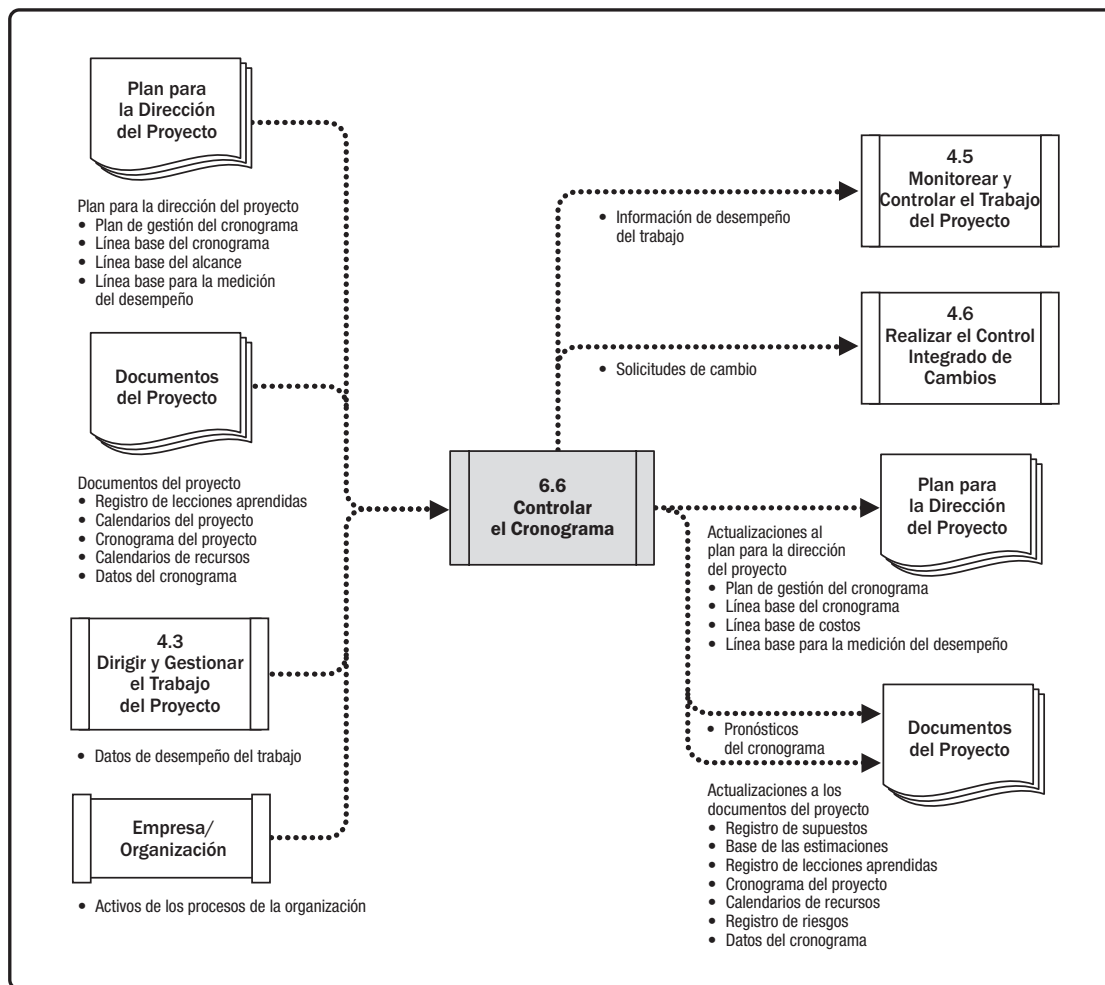 Plan para
la Dirección
del Proyecto
Plan para la dirección del proyecto
• Plan de gestión del cronograma
• Línea base del cronograma
• Línea base del alcance
• Línea base para la medición
del desempeño
Documentos
del Proyecto
Documentos del proyecto
• Registro de lecciones aprendidas
• Calendarios del proyecto
• Cronograma del proyecto
• Calendarios de recursos
• Datos del cronograma
4.3
Dirigir y Gestionar
el Trabajo
del Proyecto
• Datos de desempeño del trabajo
Empresa/
Organización
• Activos de los procesos de la organización
6.6
Controlar
el Cronograma
• Información de desempeño
del trabajo
4.5
Monitorear y
Controlar el Trabajo
del Proyecto
• Solicitudes de cambio
4.6
Realizar el Control
Integrado de
Cambios
Plan para
la Dirección
del Proyecto
Actualizaciones al
plan para la dirección
del proyecto
• Plan de gestión del cronograma
• Línea base del cronograma
• Línea base de costos
• Línea base para la medición del desempeño
• Pronósticos
del cronograma
Documentos
del Proyecto
Actualizaciones a los
documentos del proyecto
• Registro de supuestos
• Base de las estimaciones
• Registro de lecciones aprendidas
• Cronograma del proyecto
• Calendarios de recursos
• Registro de riesgos
• Datos del cronograma